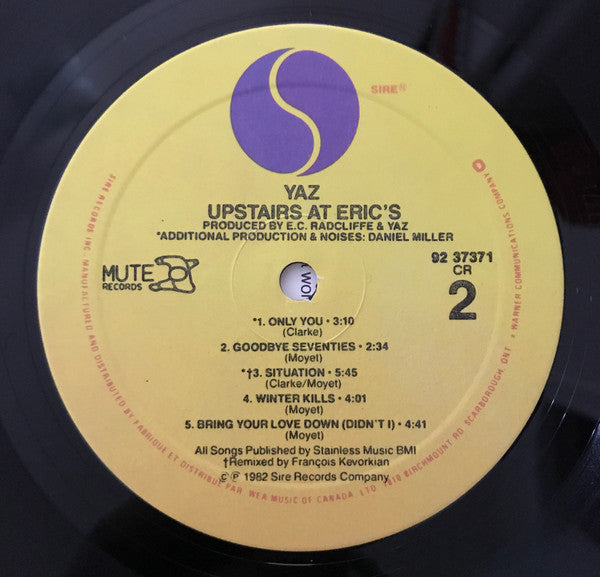 SIRE®
YAZ
UPSTAIRS AT ERIC'S
PRODUCED BY E.C. RADCLIFFE & YAZ
*ADDITIONAL PRODUCTION & NOISES: DANIEL MILLER
MUTE
RECORDS
92 37371
CR
2
*1. ONLY YOU • 3:10
(Clarke)
2. GOODBYE SEVENTIES • 2:34
(Moyet)
*†3. SITUATION • 5:45
(Clarke/Moyet)
4. WINTER KILLS • 4:01
(Moyet)
5. BRING YOUR LOVE DOWN (DIDN'T I) • 4:41
(Moyet)
All Songs Published by Stainless Music BMI
†Remixed by François Kevorkian
©℗ 1982 Sire Records Company
SIRE RECORDS INC. MANUFACTURED AND DISTRIBUTED BY FABRIQUE ET DISTRIBUE PAR WEA MUSIC OF CANADA LTD 1810 BIRCHMOUNT RD SCARBOROUGH, ONT • WARNER COMMUNICATIONS COMPANY